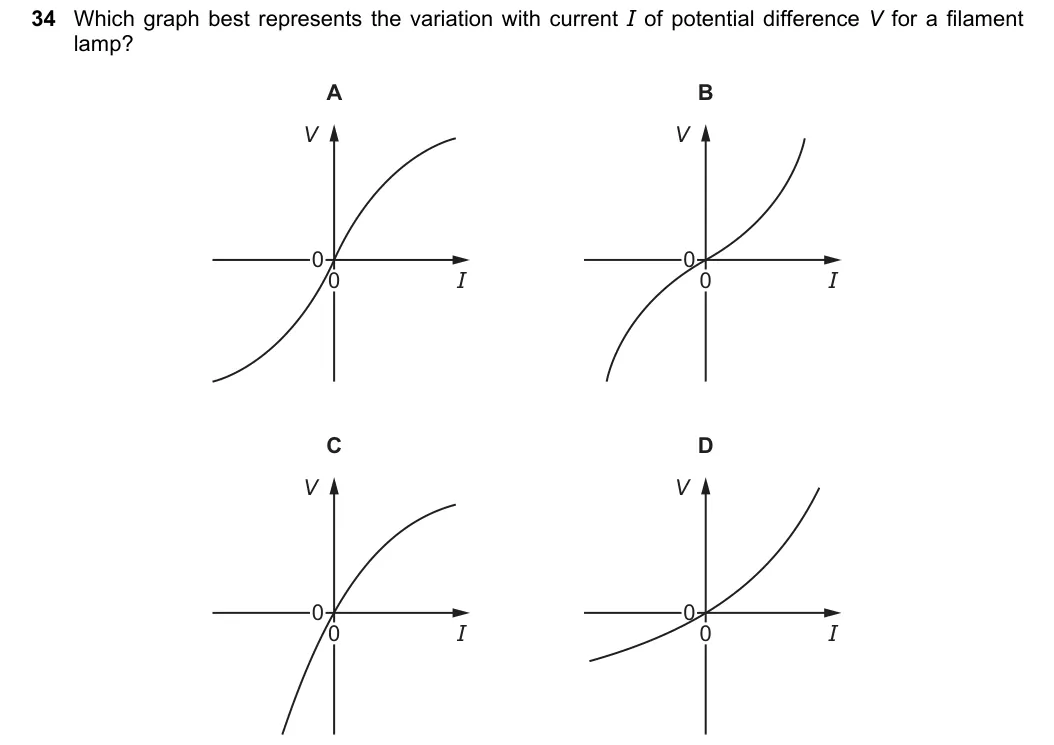 34 Which graph best represents the variation with current I of potential difference V for a filament
lamp?
A
B
V
V
0
0
I
0
0
I
C
D
V
V
0
0
I
0
0
I